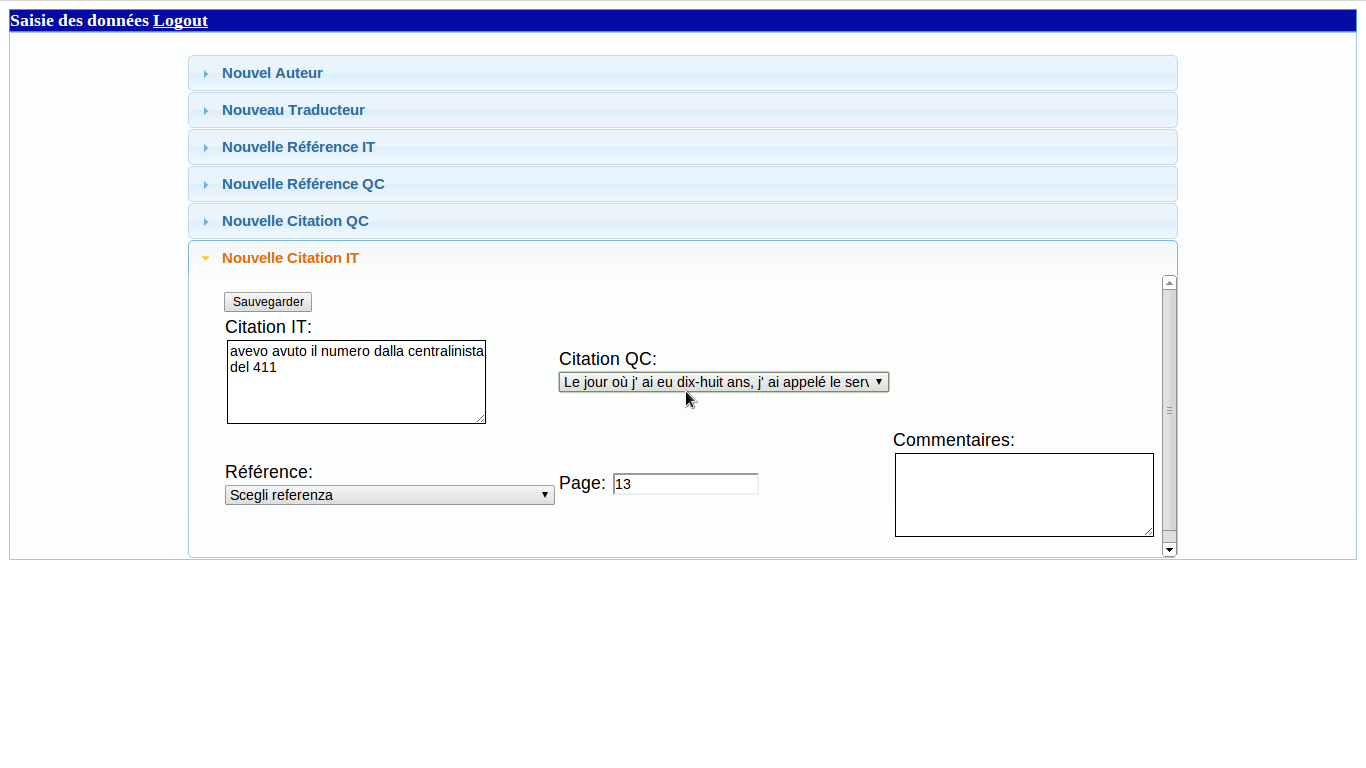 Saisie des données Logout
Nouvel Auteur
Nouveau Traducteur
Nouvelle Référence IT
Nouvelle Référence QC
Nouvelle Citation QC
Nouvelle Citation IT
Sauvegarder
Citation IT:
avevo avuto il numero dalla centralinista
del 411
Citation QC:
Le jour où j' ai eu dix-huit ans, j' ai appelé le serv
Référence:
Scegli referenza
Page: 13
Commentaires: